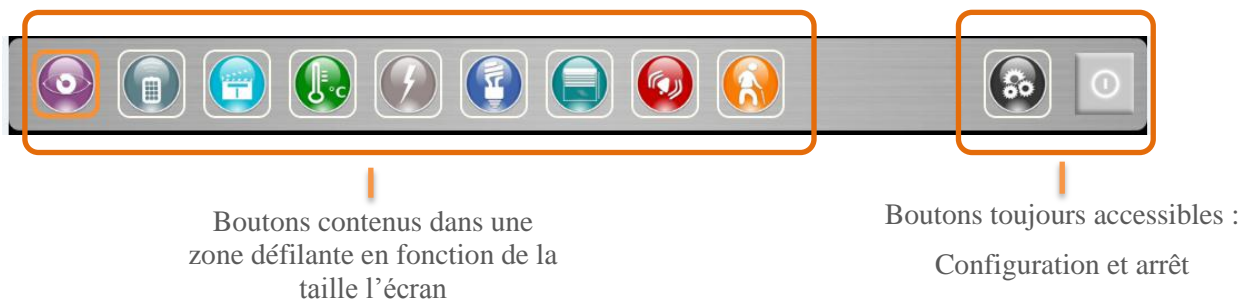 °C
Boutons contenus dans une
zone défilante en fonction de la
taille l’écran
Boutons toujours accessibles :
Configuration et arrêt